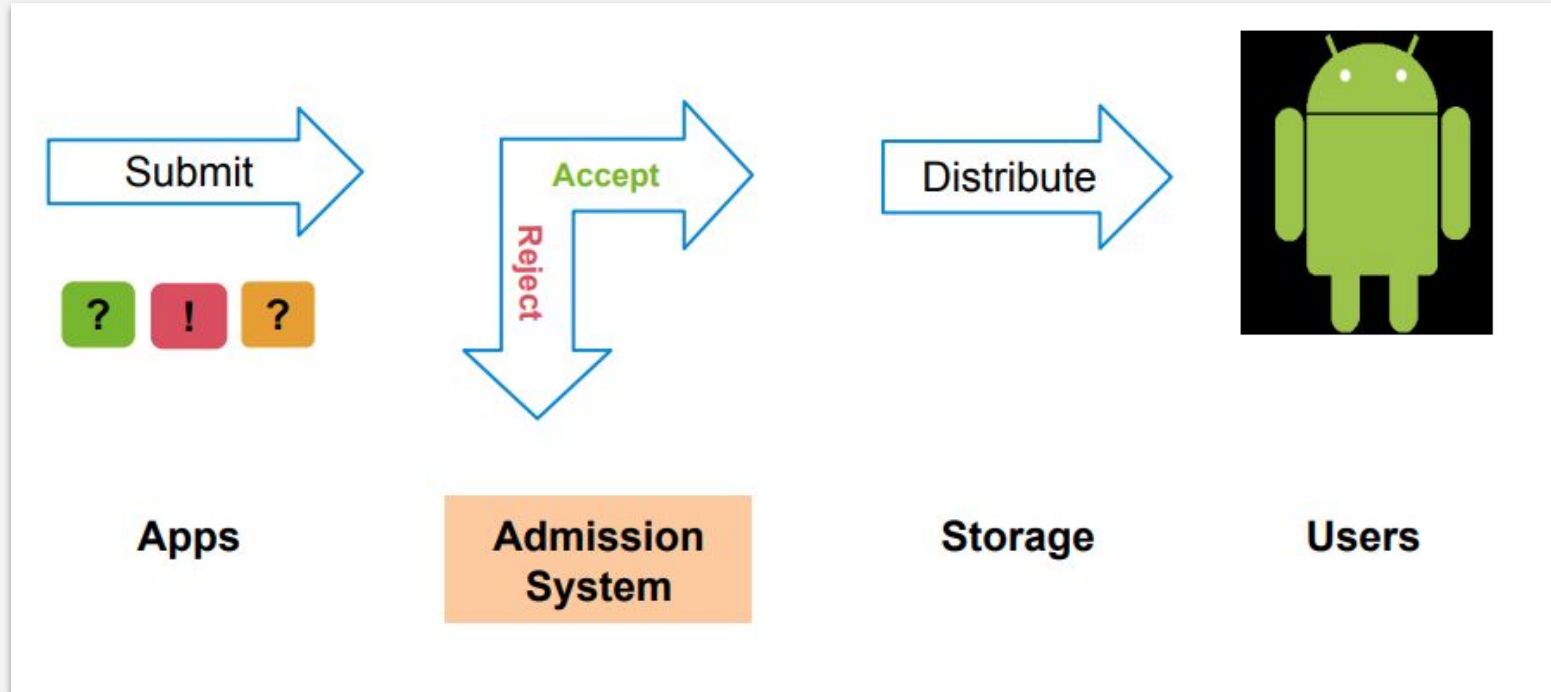 Submit
Accept
Reject
Distribute
?
!
?
Apps
Admission
System
Storage
Users